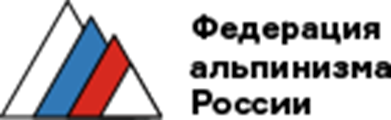 Федерация
альпинизма
России